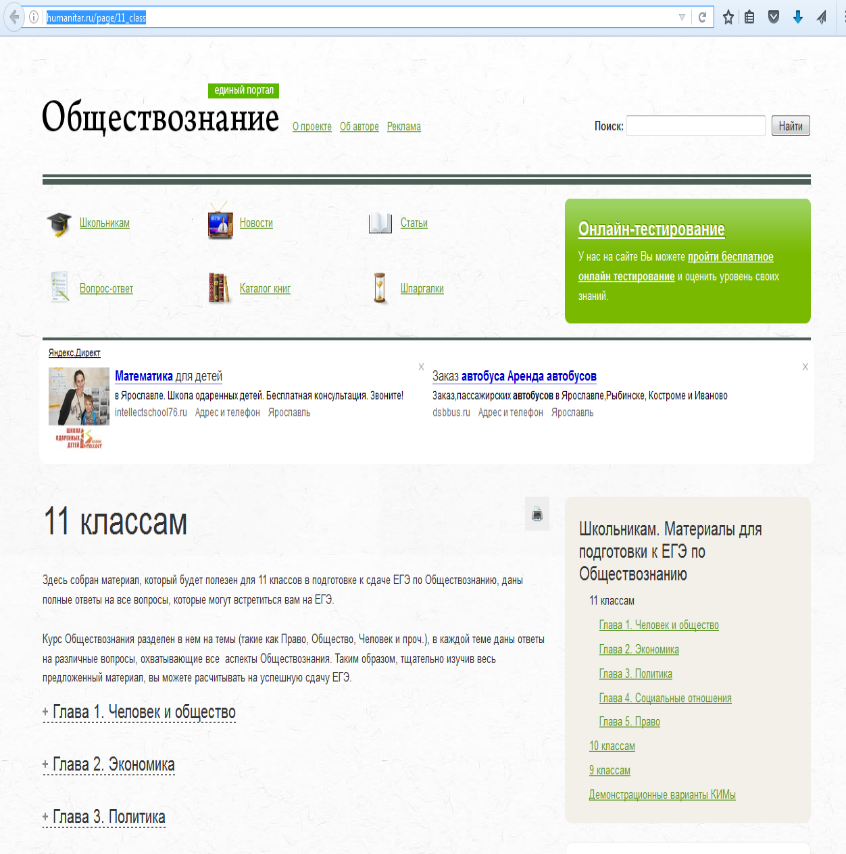 humanitar.ru/page/11_class
единый портал
Обществознание
О проекте Об авторе Реклама
Поиск: Найти
Школьникам Новости Статьи
Вопрос-ответ Каталог книг Шпаргалки
Онлайн-тестирование
У нас на сайте Вы можете пройти бесплатное
онлайн тестирование и оценить уровень своих
знаний.
Яндекс.Директ
Математика для детей
в Ярославле. Школа одаренных детей. Бесплатная консультация. Звоните!
intellectschool76.ru Адрес и телефон Ярославль
Заказ автобуса Аренда автобусов
Заказ,пассажирских автобусов в Ярославле,Рыбинске, Костроме и Иваново
dsbbus.ru Адрес и телефон Ярославль
ШКОЛА
ОДАРЕННЫХ
ДЕТЕЙ
11 классам
Здесь собран материал, который будет полезен для 11 классов в подготовке к сдаче ЕГЭ по Обществознанию, даны
полные ответы на все вопросы, которые могут встретиться вам на ЕГЭ.
Курс Обществознания разделен в нем на темы (такие как Право, Общество, Человек и проч.), в каждой теме даны ответы
на различные вопросы, охватывающие все аспекты Обществознания. Таким образом, тщательно изучив весь
предложенный материал, вы можете расчитывать на успешную сдачу ЕГЭ.
+ Глава 1. Человек и общество
+ Глава 2. Экономика
+ Глава 3. Политика
Школьникам. Материалы для
подготовки к ЕГЭ по
Обществознанию
11 классам
Глава 1. Человек и общество
Глава 2. Экономика
Глава 3. Политика
Глава 4. Социальные отношения
Глава 5. Право
10 классам
9 классам
Демонстрационные варианты КИМы